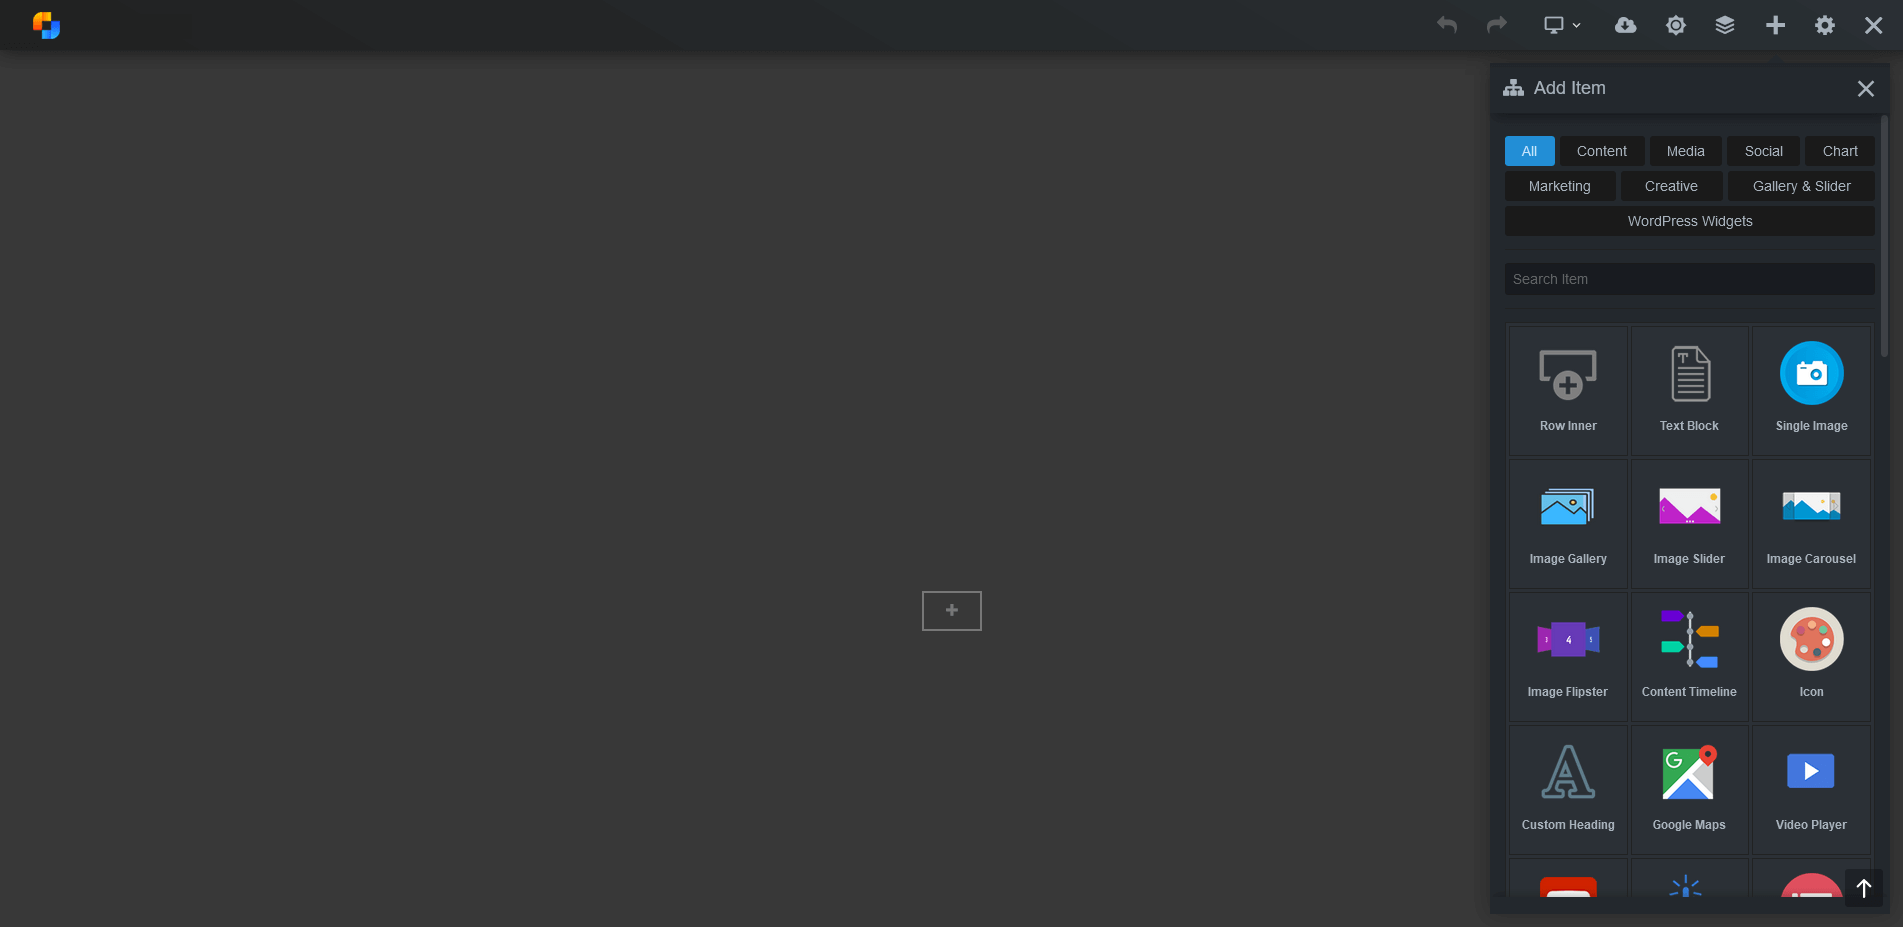 Add Item
All Content Media Social Chart
Marketing Creative Gallery & Slider
WordPress Widgets
Search Item
Row Inner Text Block Single Image
Image Gallery Image Slider Image Carousel
4
Image Flipster Content Timeline Icon
Custom Heading Google Maps Video Player